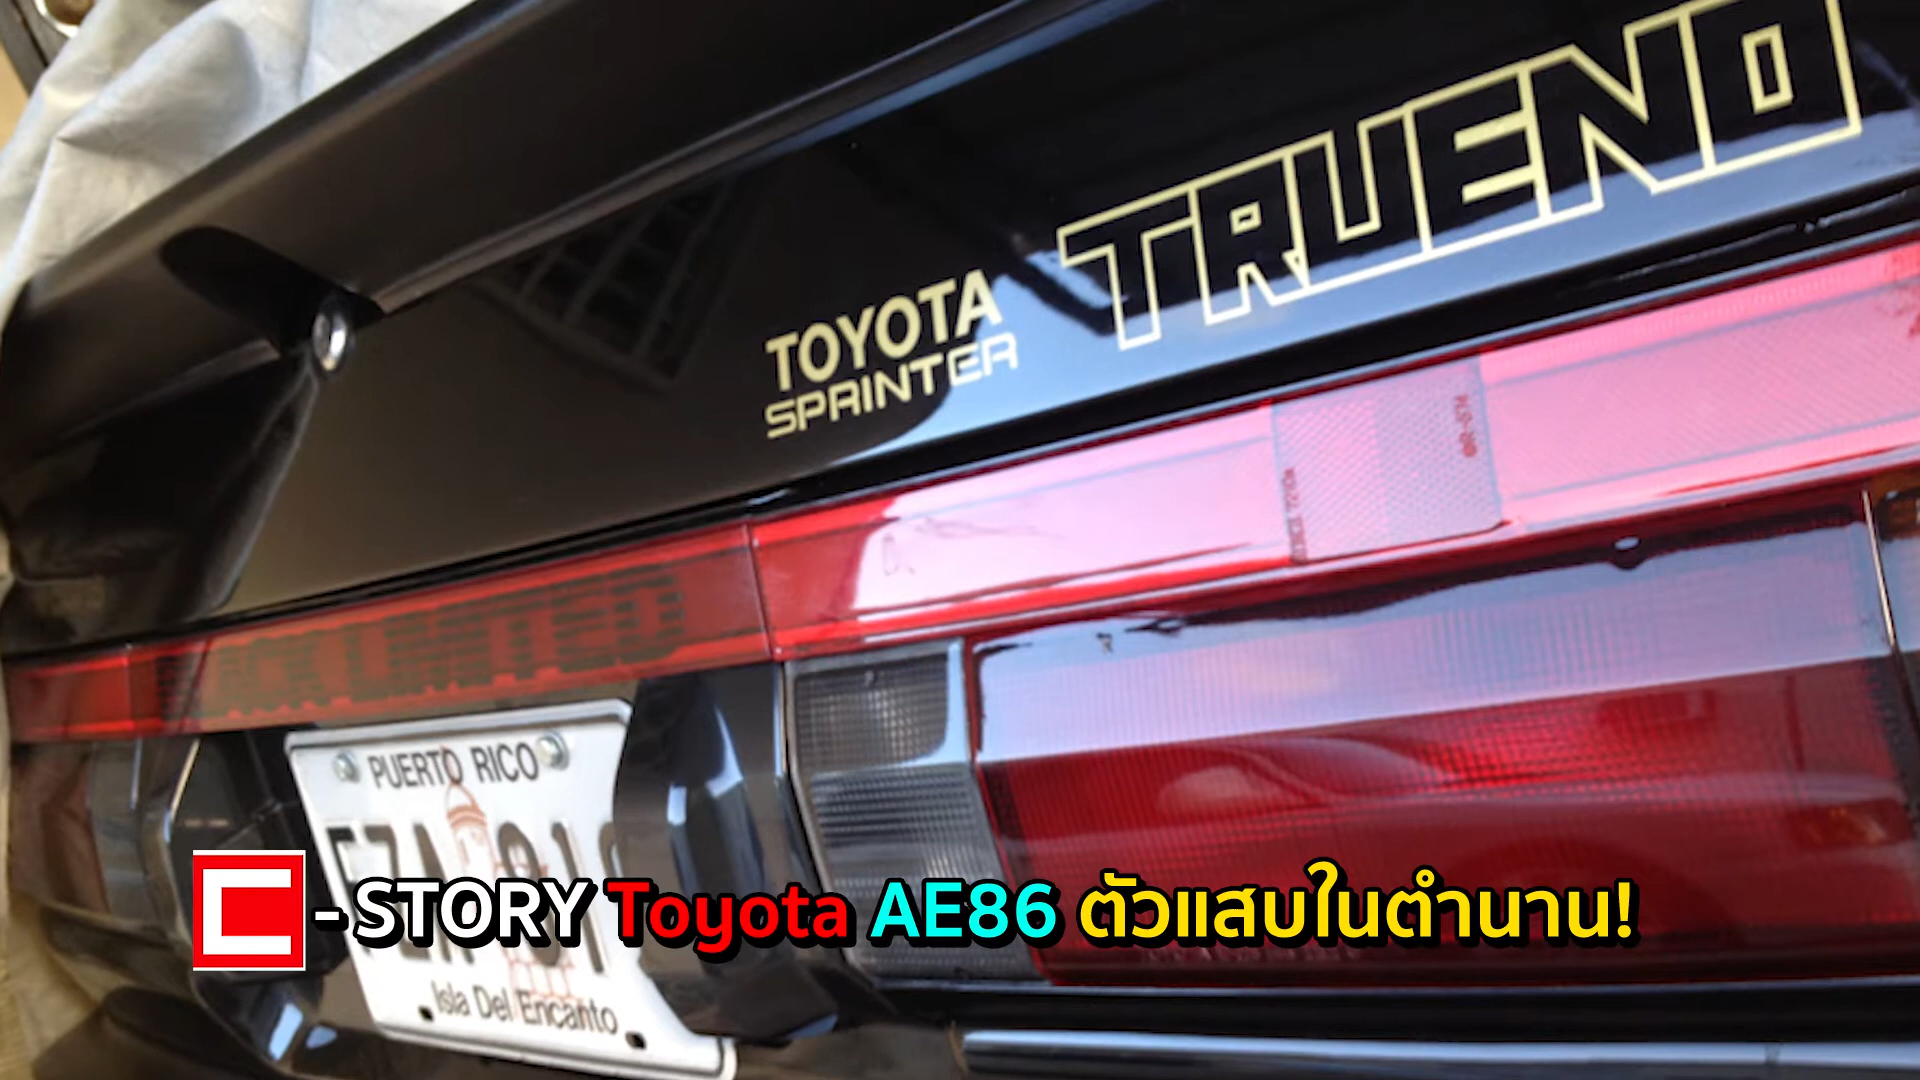 TRUENO
TOYOTA
SPRINTER
LIMITED
PUERTO RICO
Isla Del Encanto
C-STORY Toyota AE86 ตัวแสบในตำนาน!